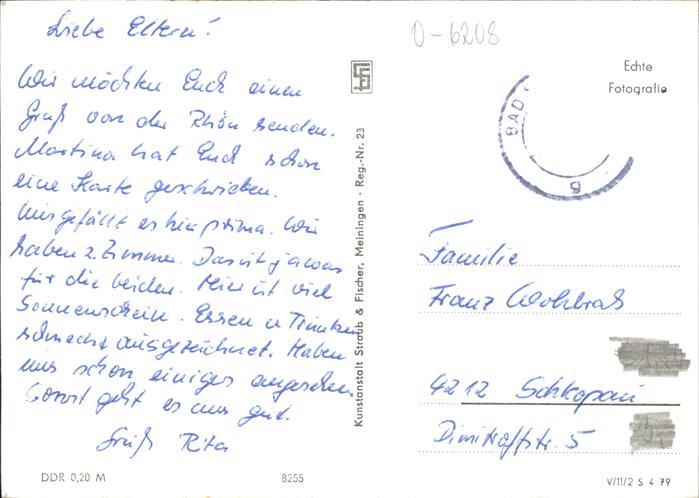 Liebe Eltern!
Wir möchten Euch einen
Gruß von der Rhön senden.
Martina hat Euch schon
eine Karte geschrieben.
Uns gefällt es hier prima. Wir
haben 2 Zimmer. Das ist ja was
für die beiden. Hier ist viel
Sonnenschein. Essen u Trinken
schmeckt ausgezeichnet. Haben
uns schon einiges angesehen.
Sonst geht es uns gut.
Gruß Rita
DDR 0,20 M
8255
Kunstanstalt Straub & Fischer, Meiningen · Reg.-Nr. 23
0-6208
Echte
Fotografie
BAD
g
Familie
Franz
4212 Schkopau
Dimitroffstr. 5
V/11/2 S 4 79